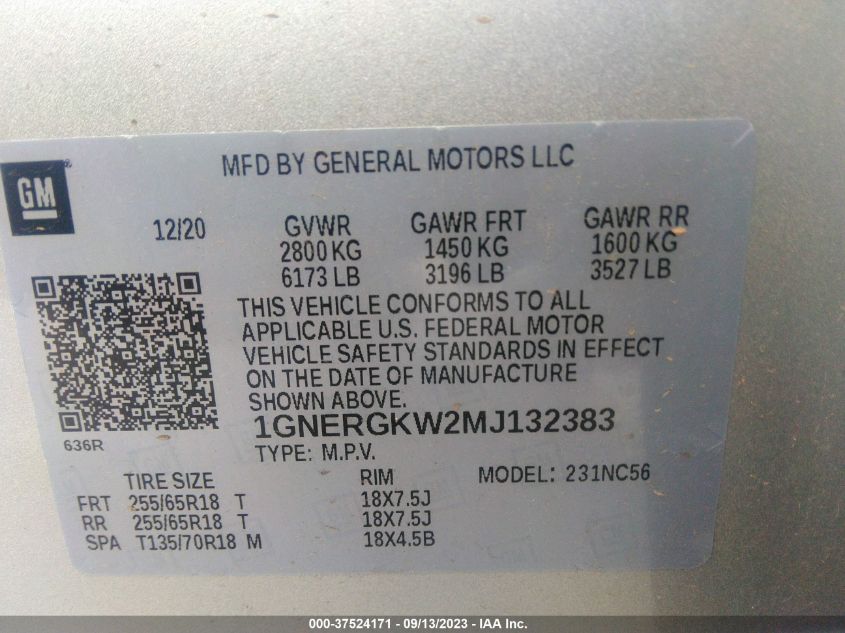 MFD BY GENERAL MOTORS LLC
GM®
12/20 GVWR GAWR FRT GAWR RR
2800 KG 1450 KG 1600 KG
6173 LB 3196 LB 3527 LB
THIS VEHICLE CONFORMS TO ALL
APPLICABLE U.S. FEDERAL MOTOR
VEHICLE SAFETY STANDARDS IN EFFECT
ON THE DATE OF MANUFACTURE
SHOWN ABOVE.
1GNERGKW2MJ132383
636R
TYPE: M.P.V.
TIRE SIZE RIM MODEL: 231NC56
FRT 255/65R18 T 18X7.5J
RR 255/65R18 T 18X7.5J
SPA T135/70R18 M 18X4.5B
000-37524171 - 09/13/2023 - IAA Inc.